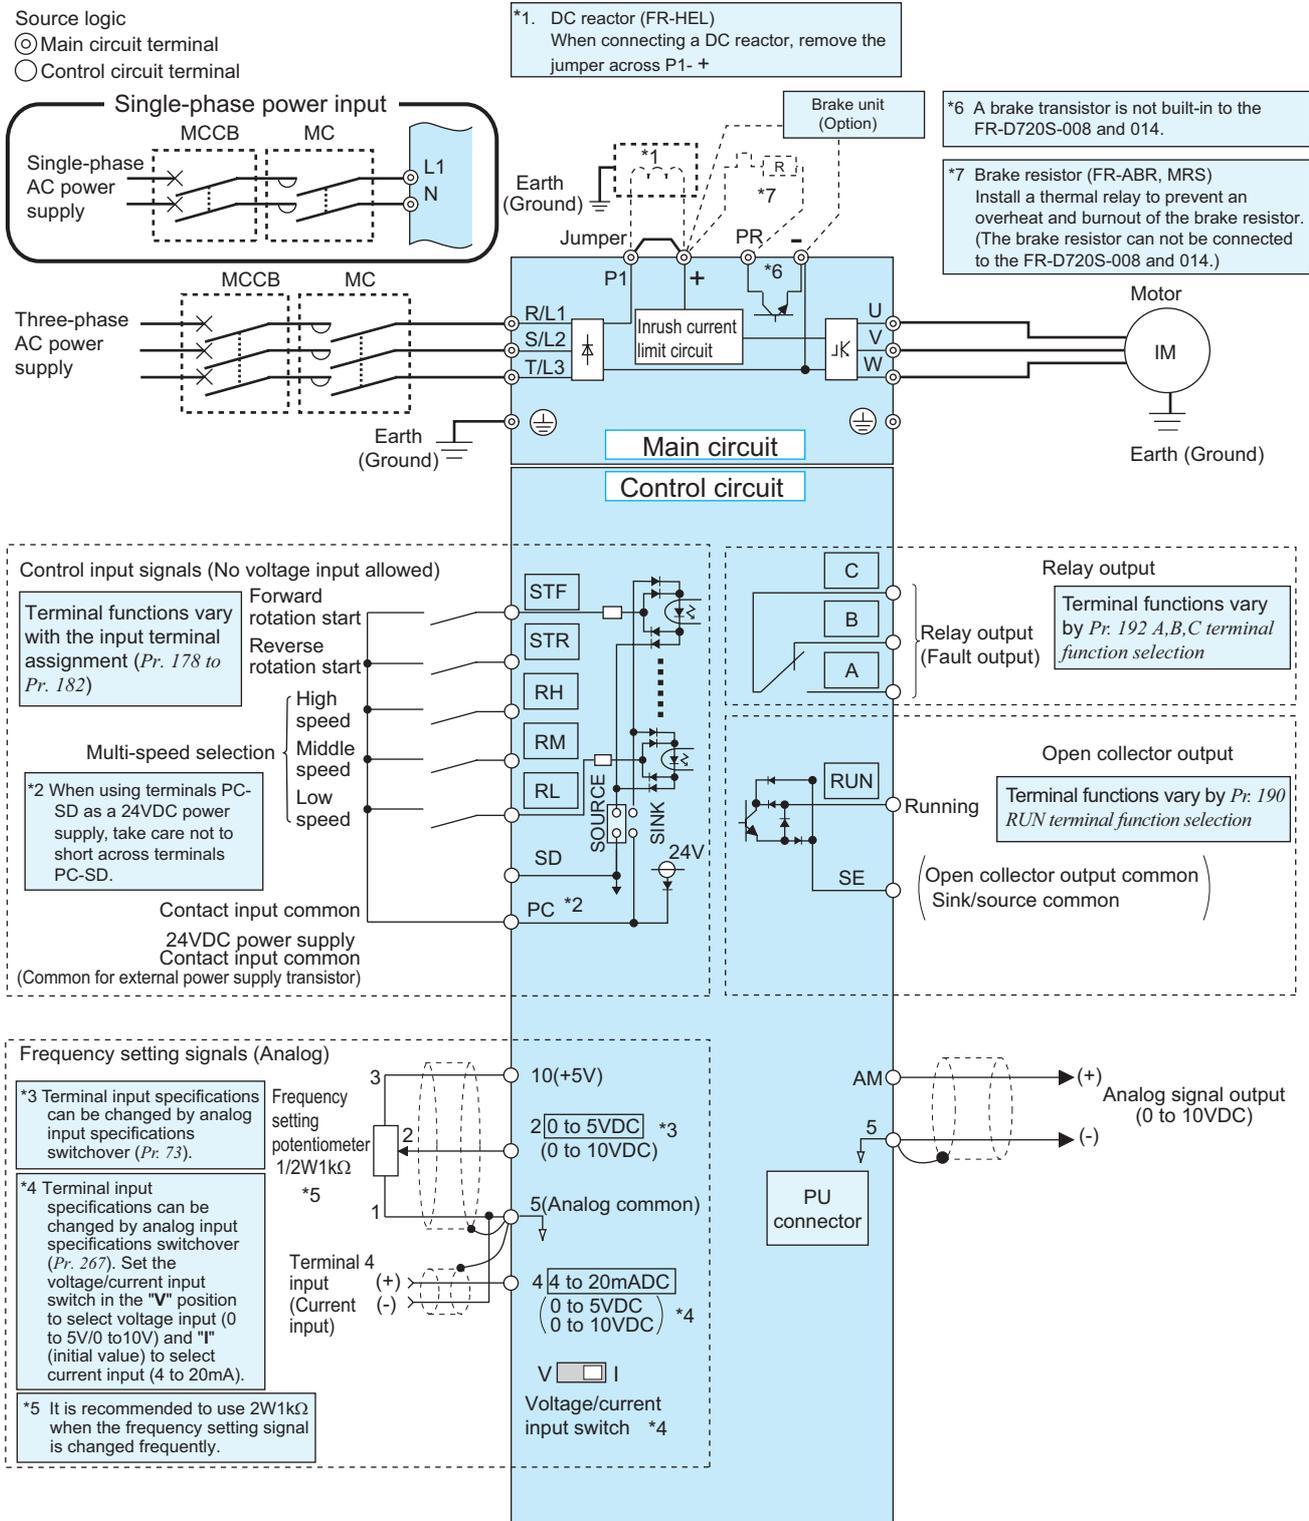 Source logic
Main circuit terminal
Control circuit terminal
*1. DC reactor (FR-HEL)
When connecting a DC reactor, remove the
jumper across P1- +
Single-phase power input
MCCB
MC
Single-phase
AC power
supply
L1
N
Brake unit
(Option)
*6 A brake transistor is not built-in to the
FR-D720S-008 and 014.
*7 Brake resistor (FR-ABR, MRS)
Install a thermal relay to prevent an
overheat and burnout of the brake resistor.
(The brake resistor can not be connected
to the FR-D720S-008 and 014.)
*1
R
*7
Earth
(Ground)
Jumper
PR
-
P1
+
*6
MCCB
MC
Three-phase
AC power
supply
R/L1
S/L2
T/L3
Inrush current
limit circuit
U
V
W
Motor
IM
Earth
(Ground)
Earth (Ground)
Main circuit
Control circuit
Control input signals (No voltage input allowed)
Terminal functions vary
with the input terminal
assignment (Pr. 178 to
Pr. 182)
Forward
rotation start
Reverse
rotation start
Multi-speed selection
High
speed
Middle
speed
Low
speed
*2 When using terminals PC-
SD as a 24VDC power
supply, take care not to
short across terminals
PC-SD.
Contact input common
24VDC power supply
Contact input common
(Common for external power supply transistor)
STF
STR
RH
RM
RL
SD
PC *2
SOURCE
SINK
24V
C
B
A
Relay output
Relay output
(Fault output)
Terminal functions vary
by Pr. 192 A,B,C terminal
function selection
Open collector output
RUN
Running
Terminal functions vary by Pr. 190
RUN terminal function selection
SE
Open collector output common
Sink/source common
Frequency setting signals (Analog)
*3 Terminal input specifications
can be changed by analog
input specifications
switchover (Pr. 73).
*4 Terminal input
specifications can be
changed by analog input
specifications switchover
(Pr. 267). Set the
voltage/current input
switch in the "V" position
to select voltage input (0
to 5V/0 to10V) and "I"
(initial value) to select
current input (4 to 20mA).
*5 It is recommended to use 2W1kΩ
when the frequency setting signal
is changed frequently.
Frequency
setting
potentiometer
1/2W1kΩ
*5
3
2
1
Terminal 4
input
(Current
input)
(+)
(-)
10(+5V)
2 0 to 5VDC *3
(0 to 10VDC)
5(Analog common)
4 4 to 20mADC
0 to 5VDC
0 to 10VDC *4
V I
Voltage/current
input switch *4
AM
5
(+)
(-)
Analog signal output
(0 to 10VDC)
PU
connector